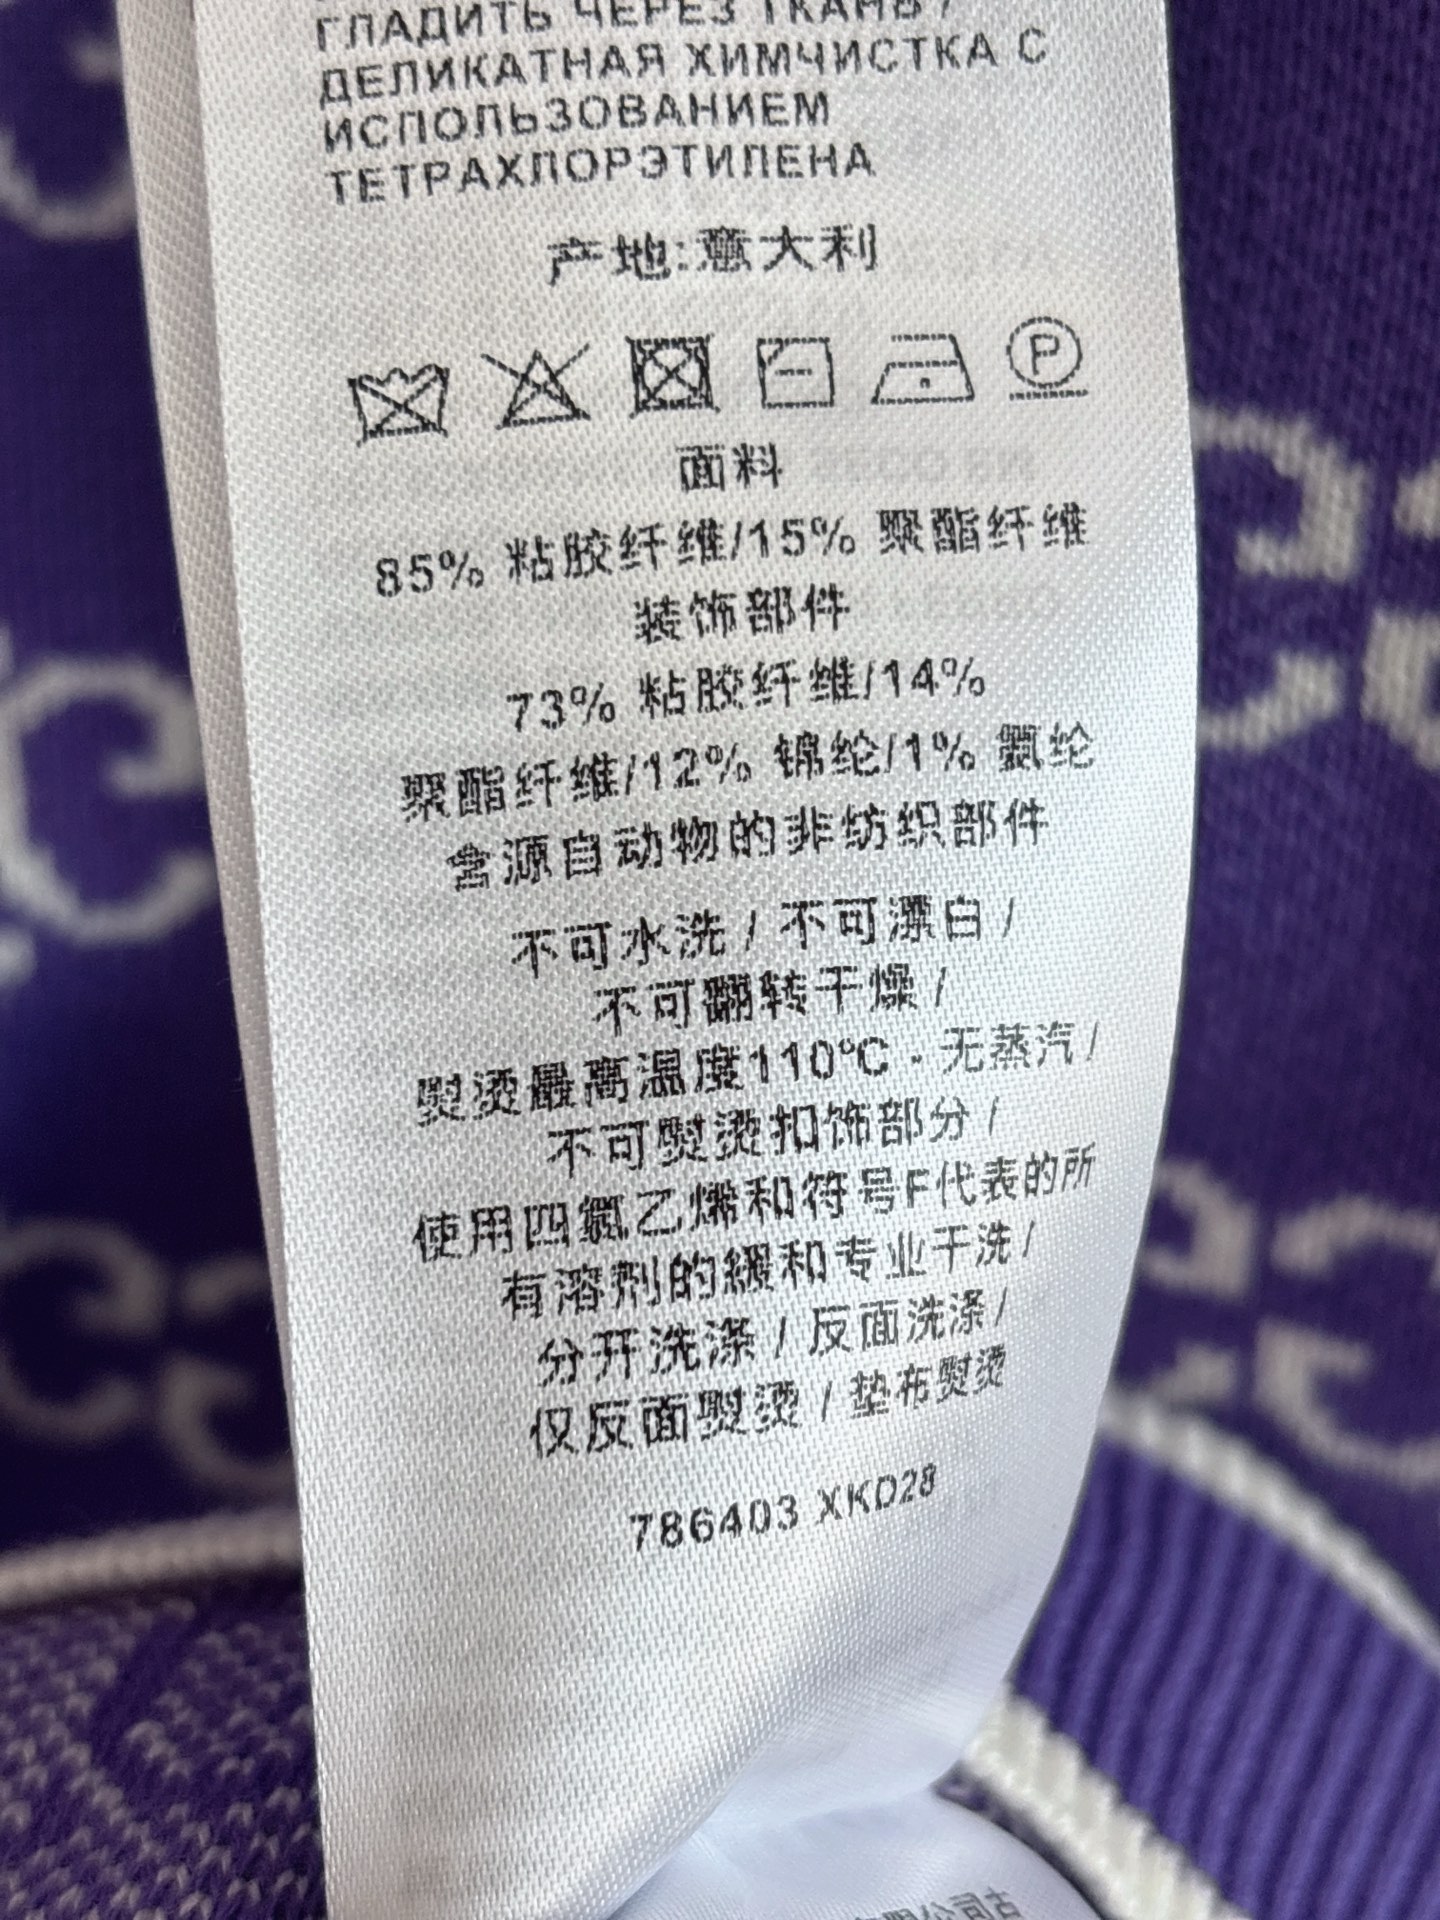 ГЛАДИТЬ ЧЕРЕЗ ТКАНЬ /
ДЕЛИКАТНАЯ ХИМЧИСТКА С
ИСПОЛЬЗОВАНИЕМ
ТЕТРАХЛОРЭТИЛЕНА
产地:意大利
P
面料
85% 粘胶纤维/15% 聚酯纤维
装饰部件
73% 粘胶纤维/14%
聚酯纤维/12% 锦纶/1% 氨纶
含源自动物的非纺织部件
不可水洗 / 不可漂白 /
不可翻转干燥 /
熨烫最高温度110℃ - 无蒸汽 /
不可熨烫扣饰部分 /
使用四氯乙烯和符号F代表的所
有溶剂的緩和专业干洗 /
分开洗涤 / 反面洗涤 /
仅反面熨烫 / 垫布熨烫
786403 XKD28
限公司古